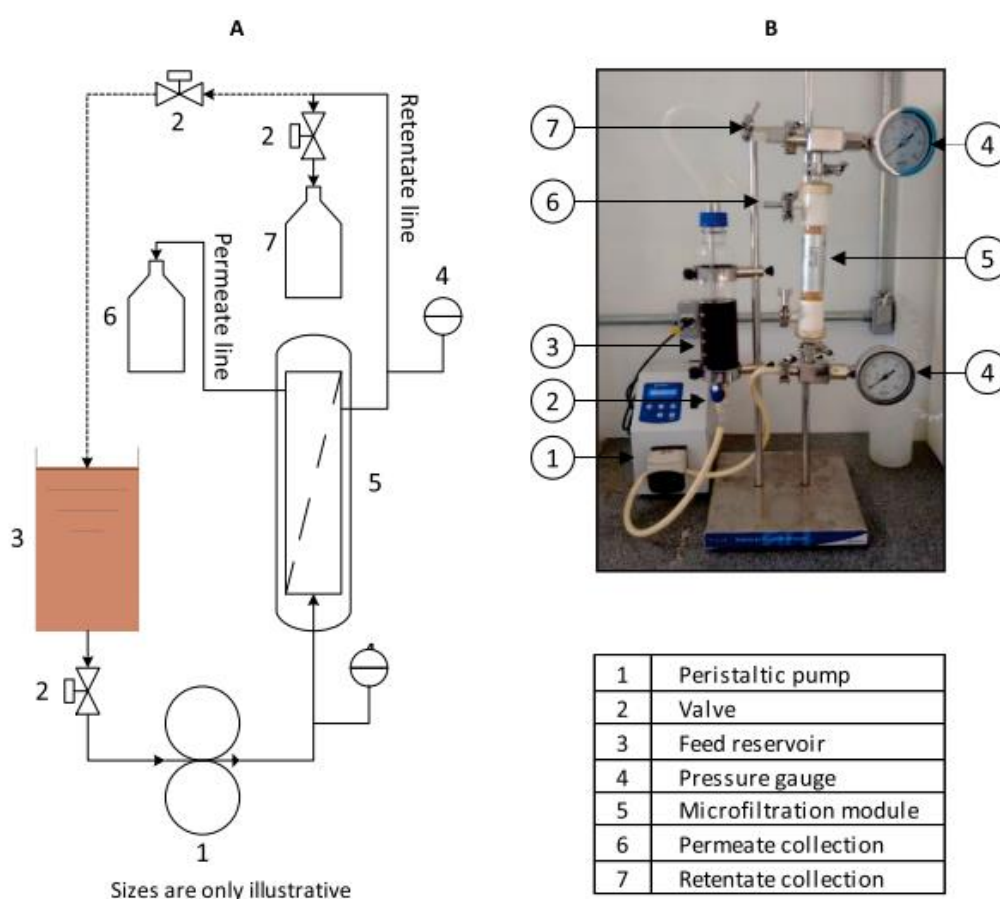 A
B
2
2
Retentate line
7
Permeate line
6
4
5
3
2
4
1
Sizes are only illustrative
7
4
6
5
3
4
2
1
1 Peristaltic pump
2 Valve
3 Feed reservoir
4 Pressure gauge
5 Microfiltration module
6 Permeate collection
7 Retentate collection